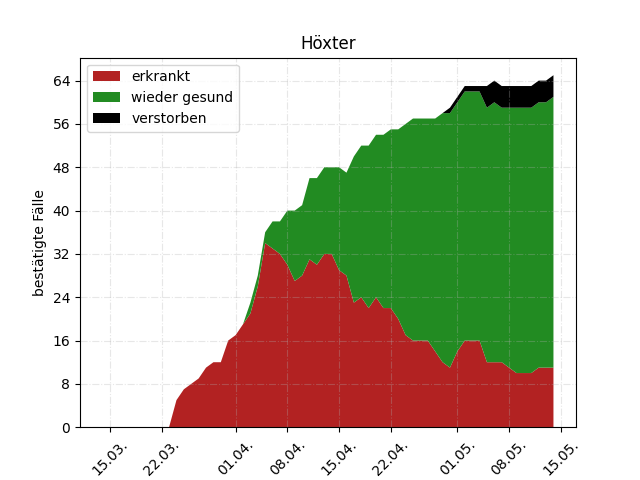 Höxter
erkrankt
wieder gesund
verstorben
bestätigte Fälle
64
56
48
40
32
24
16
8
0
15.03. 22.03. 01.04. 08.04. 15.04. 22.04. 01.05. 08.05. 15.05.